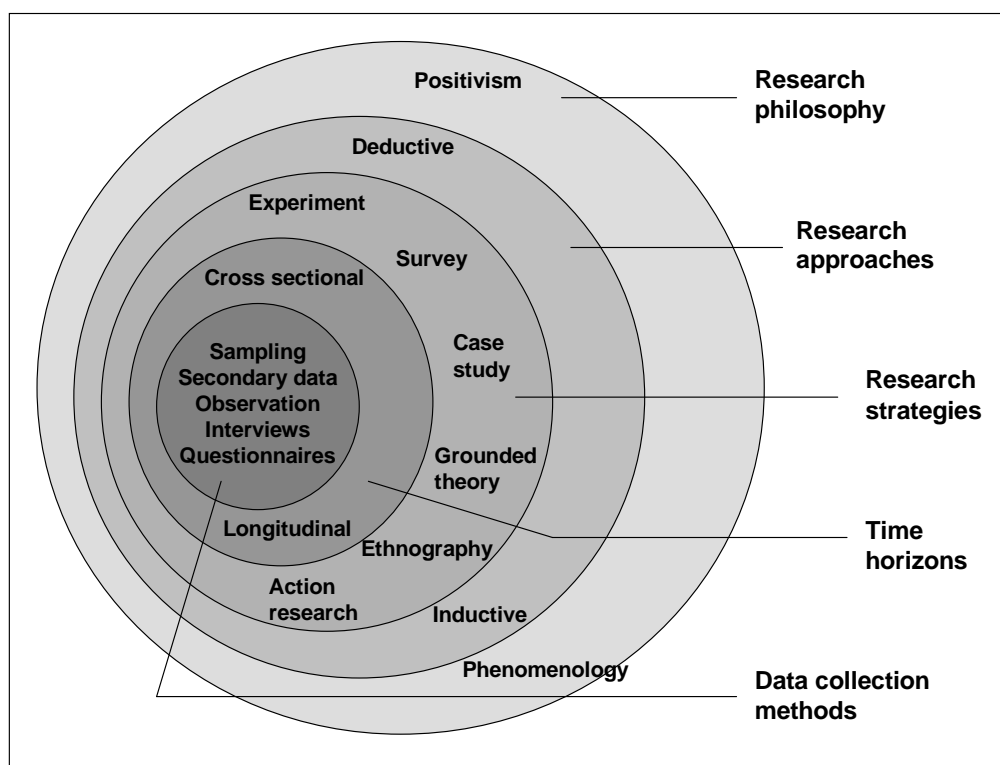 Positivism
Research
philosophy
Deductive
Experiment
Research
approaches
Survey
Cross sectional
Case
study
Sampling
Secondary data
Observation
Interviews
Questionnaires
Research
strategies
Grounded
theory
Longitudinal
Ethnography
Time
horizons
Action
research
Inductive
Phenomenology
Data collection
methods